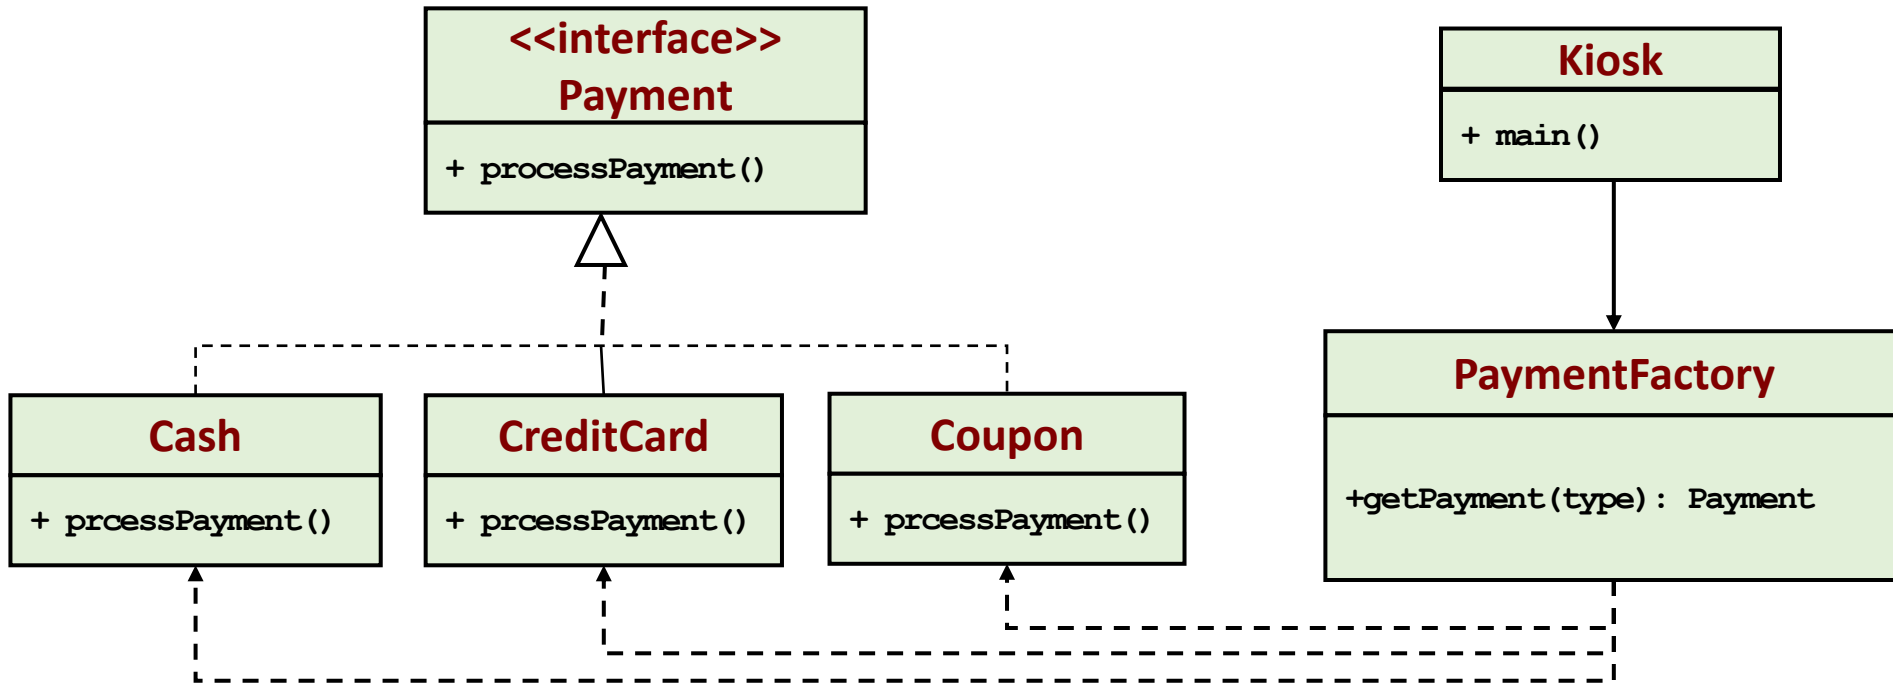 <<interface>>
Payment
+ processPayment()
Kiosk
+ main()
Cash
+ prcessPayment()
CreditCard
+ prcessPayment()
Coupon
+ prcessPayment()
PaymentFactory
+getPayment(type): Payment